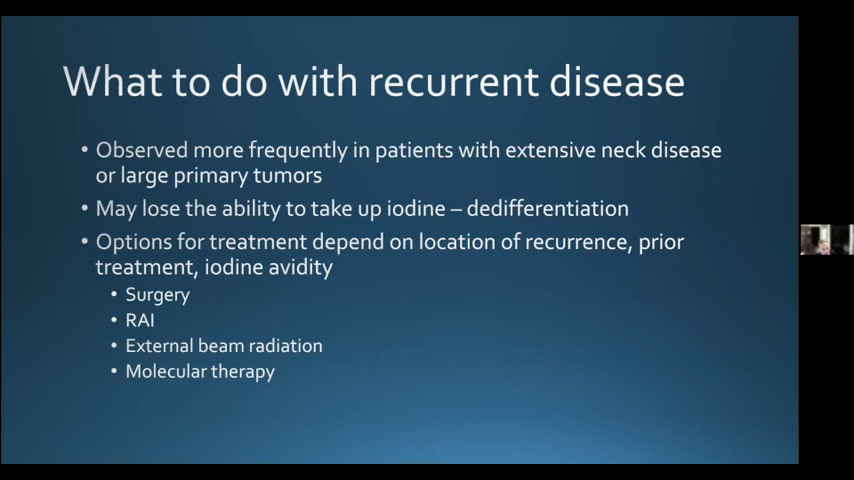 What to do with recurrent disease
• Observed more frequently in patients with extensive neck disease
or large primary tumors
• May lose the ability to take up iodine – dedifferentiation
• Options for treatment depend on location of recurrence, prior
treatment, iodine avidity
• Surgery
• RAI
• External beam radiation
• Molecular therapy